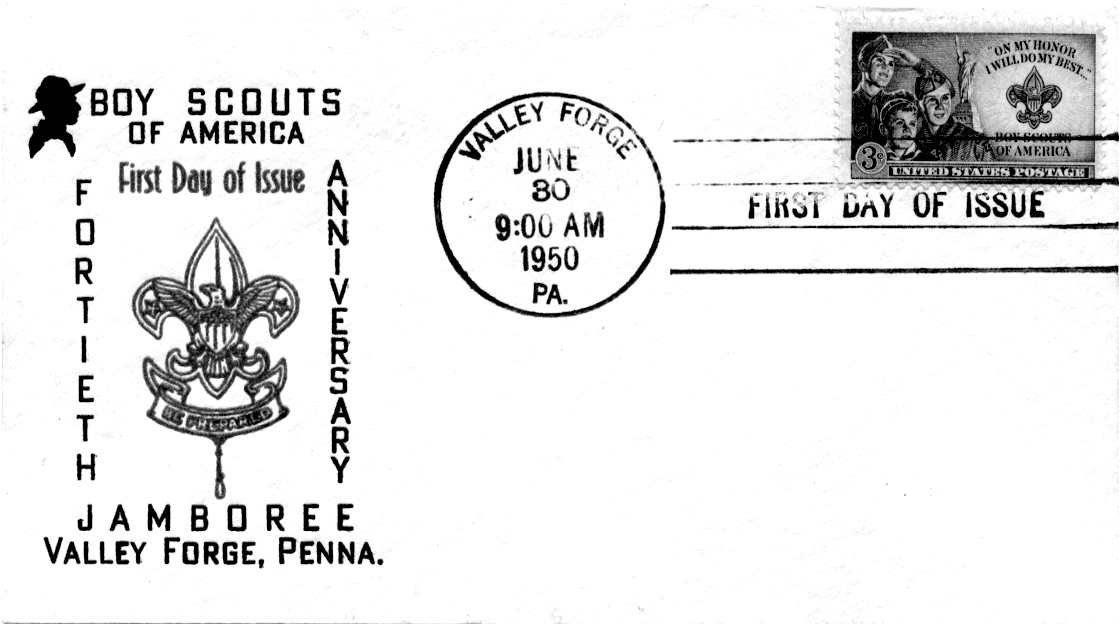 BOY SCOUTS
OF AMERICA
First Day of Issue
FORTIETH
ANNIVERSARY
BE PREPARED
JAMBOREE
VALLEY FORGE, PENNA.
VALLEY FORGE
JUNE
30
9:00 AM
1950
PA.
"ON MY HONOR
I WILL DO MY BEST..."
BOY SCOUTS
OF AMERICA
3¢
UNITED STATES POSTAGE
FIRST DAY OF ISSUE